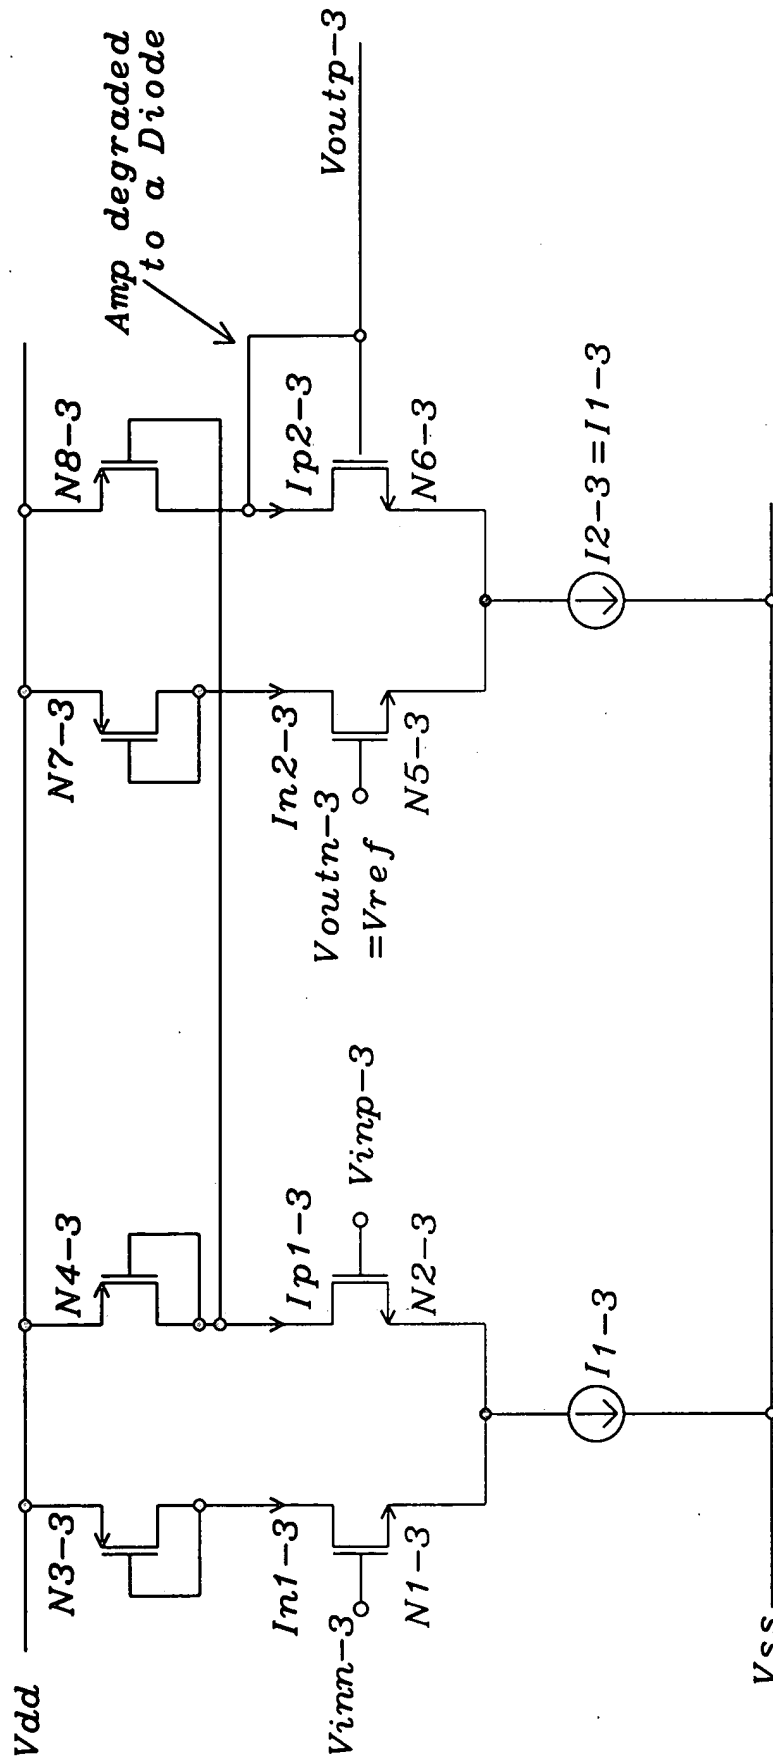 Vdd
N3-3
N4-3
N7-3
N8-3
Amp degraded
to a Diode
In1-3
Ip1-3
In2-3
Ip2-3
Vinn-3
Vinp-3
Voutn-3
=Vref
Voutp-3
N1-3
N2-3
N5-3
N6-3
I1-3
I2-3=I1-3
Vss